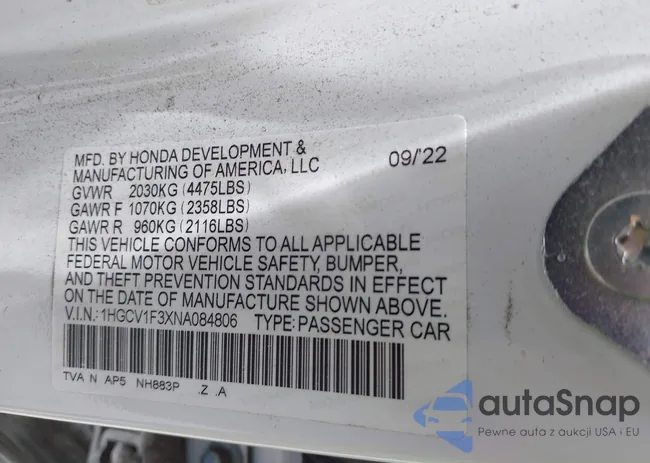 MFD. BY HONDA DEVELOPMENT &
MANUFACTURING OF AMERICA, LLC 09/'22
GVWR 2030KG (4475LBS)
GAWR F 1070KG (2358LBS)
GAWR R 960KG (2116LBS)
THIS VEHICLE CONFORMS TO ALL APPLICABLE
FEDERAL MOTOR VEHICLE SAFETY, BUMPER,
AND THEFT PREVENTION STANDARDS IN EFFECT
ON THE DATE OF MANUFACTURE SHOWN ABOVE.
V.I.N.: 1HGCV1F3XNA084806 TYPE: PASSENGER CAR
TVA N AP5 NH883P .Z .A
autoSnap
Pewne auta z aukcji USA i EU